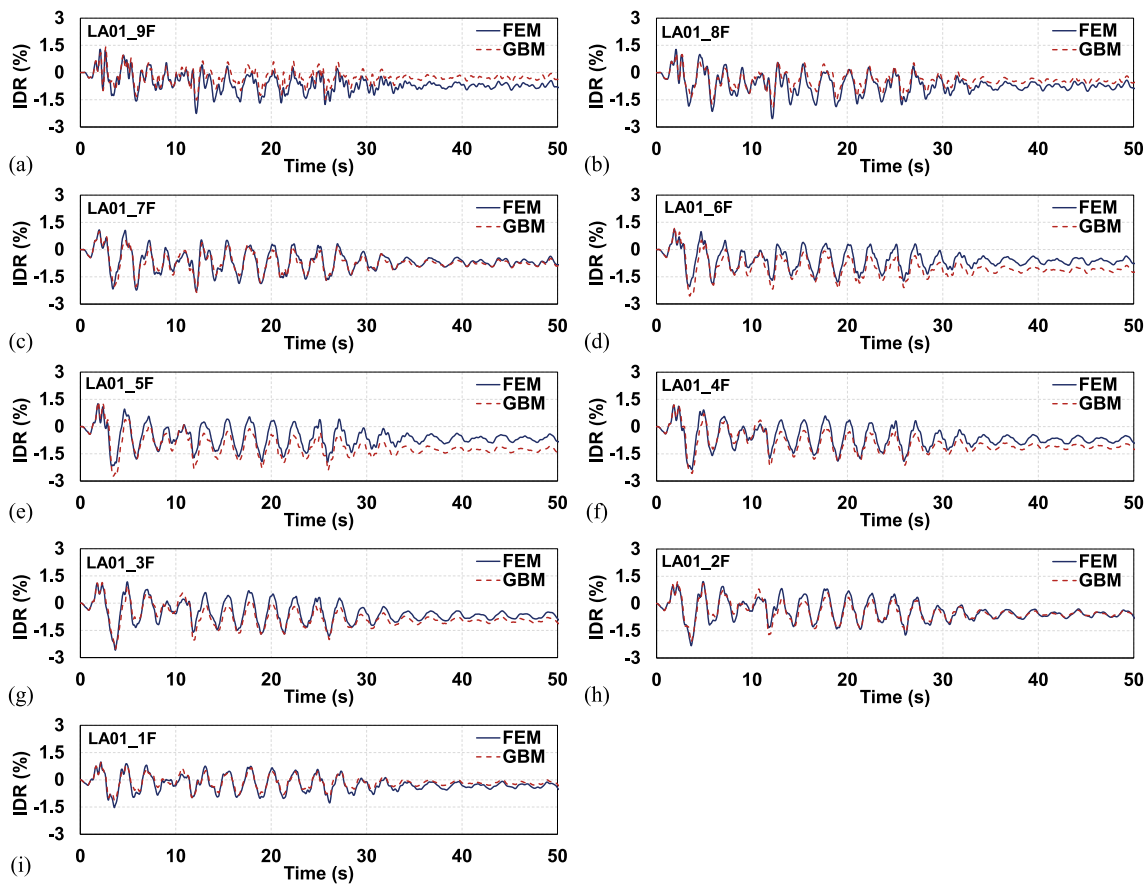 3
1.5
0
-1.5
-3
IDR (%)
LA01_9F
FEM
GBM
0 10 20 30 40 50
Time (s)
(a)
3
1.5
0
-1.5
-3
IDR (%)
LA01_8F
FEM
GBM
0 10 20 30 40 50
Time (s)
(b)
3
1.5
0
-1.5
-3
IDR (%)
LA01_7F
FEM
GBM
0 10 20 30 40 50
Time (s)
(c)
3
1.5
0
-1.5
-3
IDR (%)
LA01_6F
FEM
GBM
0 10 20 30 40 50
Time (s)
(d)
3
1.5
0
-1.5
-3
IDR (%)
LA01_5F
FEM
GBM
0 10 20 30 40 50
Time (s)
(e)
3
1.5
0
-1.5
-3
IDR (%)
LA01_4F
FEM
GBM
0 10 20 30 40 50
Time (s)
(f)
3
1.5
0
-1.5
-3
IDR (%)
LA01_3F
FEM
GBM
0 10 20 30 40 50
Time (s)
(g)
3
1.5
0
-1.5
-3
IDR (%)
LA01_2F
FEM
GBM
0 10 20 30 40 50
Time (s)
(h)
3
1.5
0
-1.5
-3
IDR (%)
LA01_1F
FEM
GBM
0 10 20 30 40 50
Time (s)
(i)